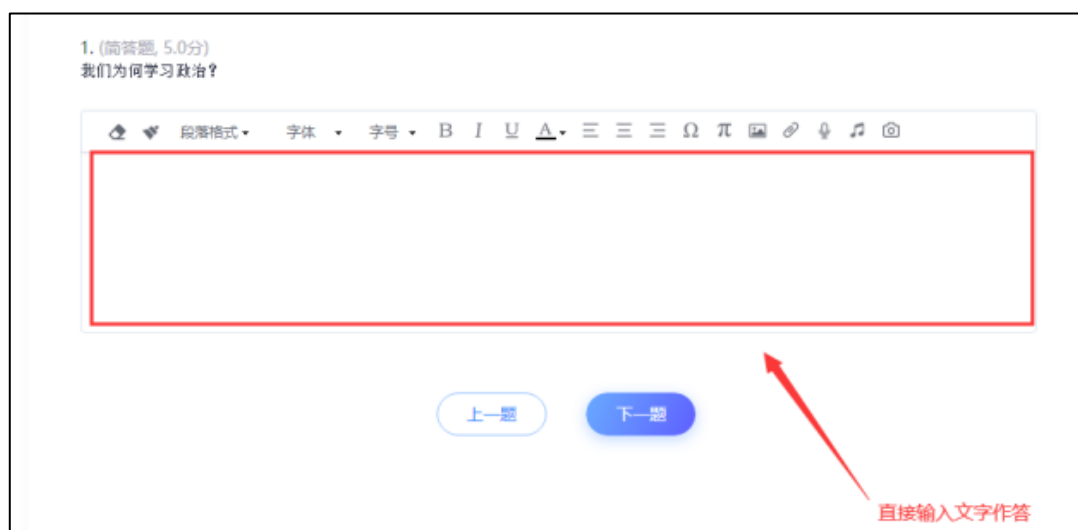 1. (简答题, 5.0分)
我们为何学习政治?
段落格式 字体 字号 B I U A Ω π
上一题 下一题
直接输入文字作答